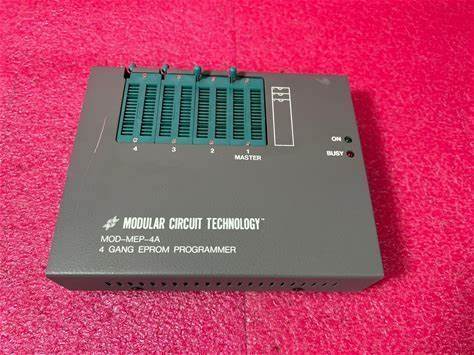 4 3 2 1
MASTER
ON
BUSY
MODULAR CIRCUIT TECHNOLOGY™
MOD-MEP-4A
4 GANG EPROM PROGRAMMER